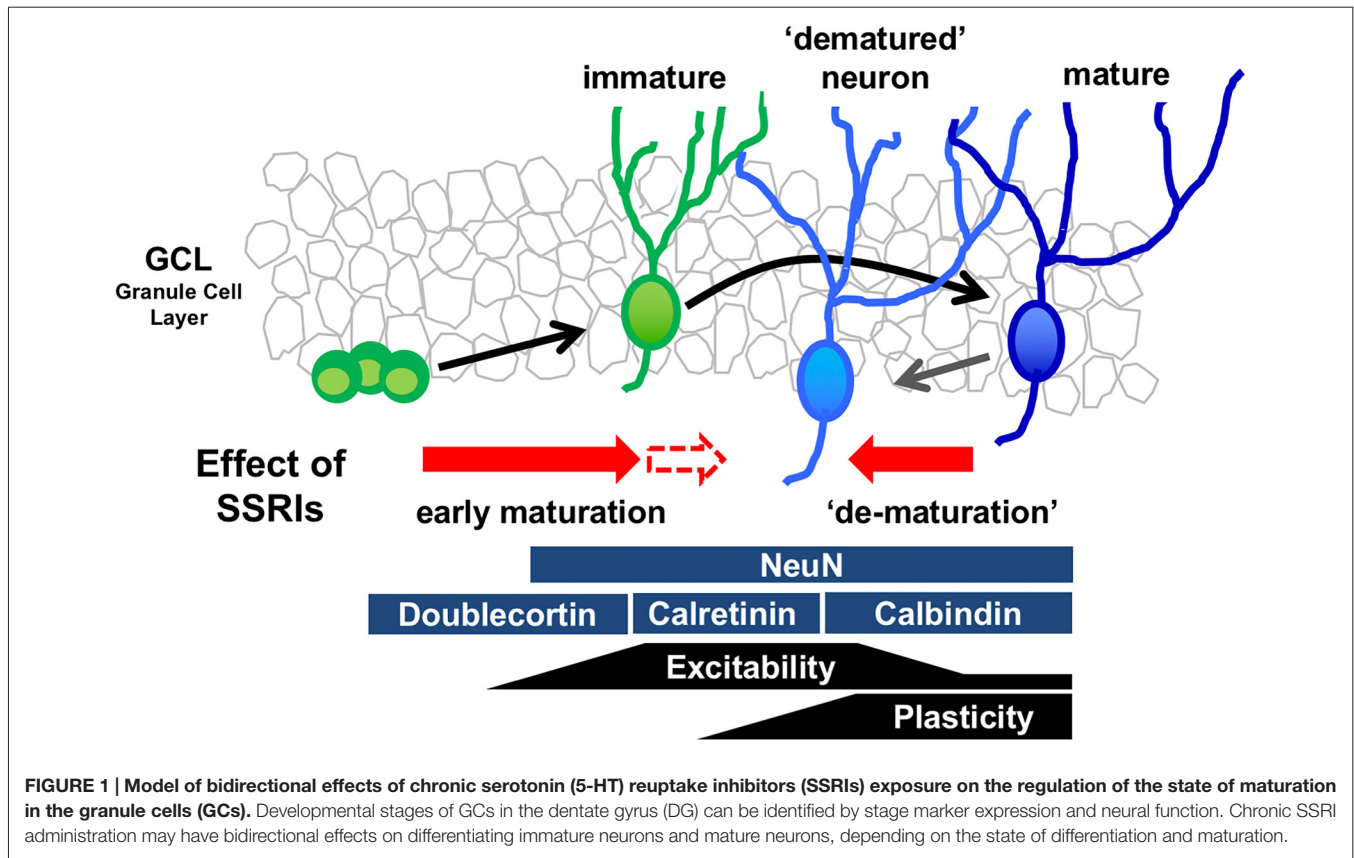 immature
‘dematured’
neuron
mature
GCL
Granule Cell
Layer
Effect of
SSRIs
early maturation
‘de-maturation’
NeuN
Doublecortin
Calretinin
Calbindin
Excitability
Plasticity
FIGURE 1 | Model of bidirectional effects of chronic serotonin (5-HT) reuptake inhibitors (SSRIs) exposure on the regulation of the state of maturation
in the granule cells (GCs). Developmental stages of GCs in the dentate gyrus (DG) can be identified by stage marker expression and neural function. Chronic SSRI
administration may have bidirectional effects on differentiating immature neurons and mature neurons, depending on the state of differentiation and maturation.